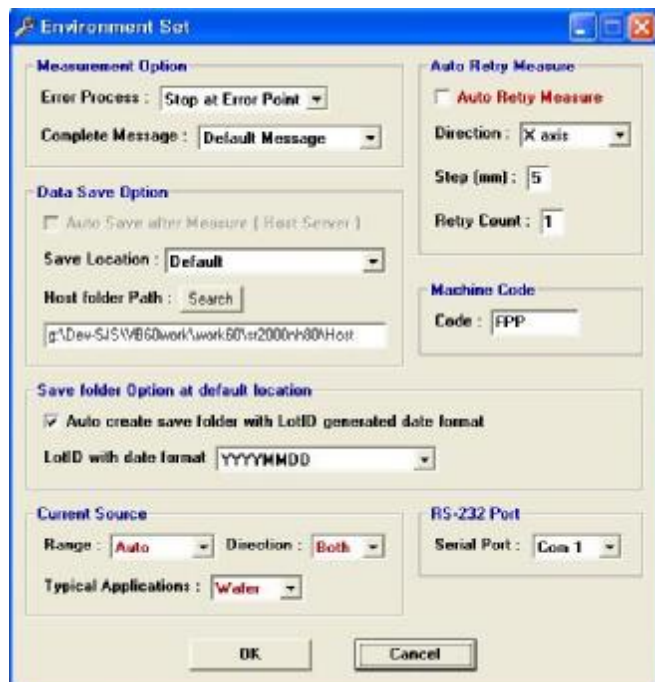 Environment Set
Measurement Option
Error Process : Stop at Error Point
Complete Message : Default Message
Auto Retry Measure
Auto Retry Measure
Direction : X axis
Step (mm) : 5
Retry Count : 1
Data Save Option
Auto Save after Measure ( Host Server )
Save Location : Default
Host folder Path : Search
Machine Code
Code : FPP
Save folder Option at default location
Auto create save folder with LotID generated date format
LotID with date format YYYYMMDD
Current Source
Range : Auto Direction : Both
Typical Applications : Wafer
RS-232 Port
Serial Port : Com 1
OK Cancel